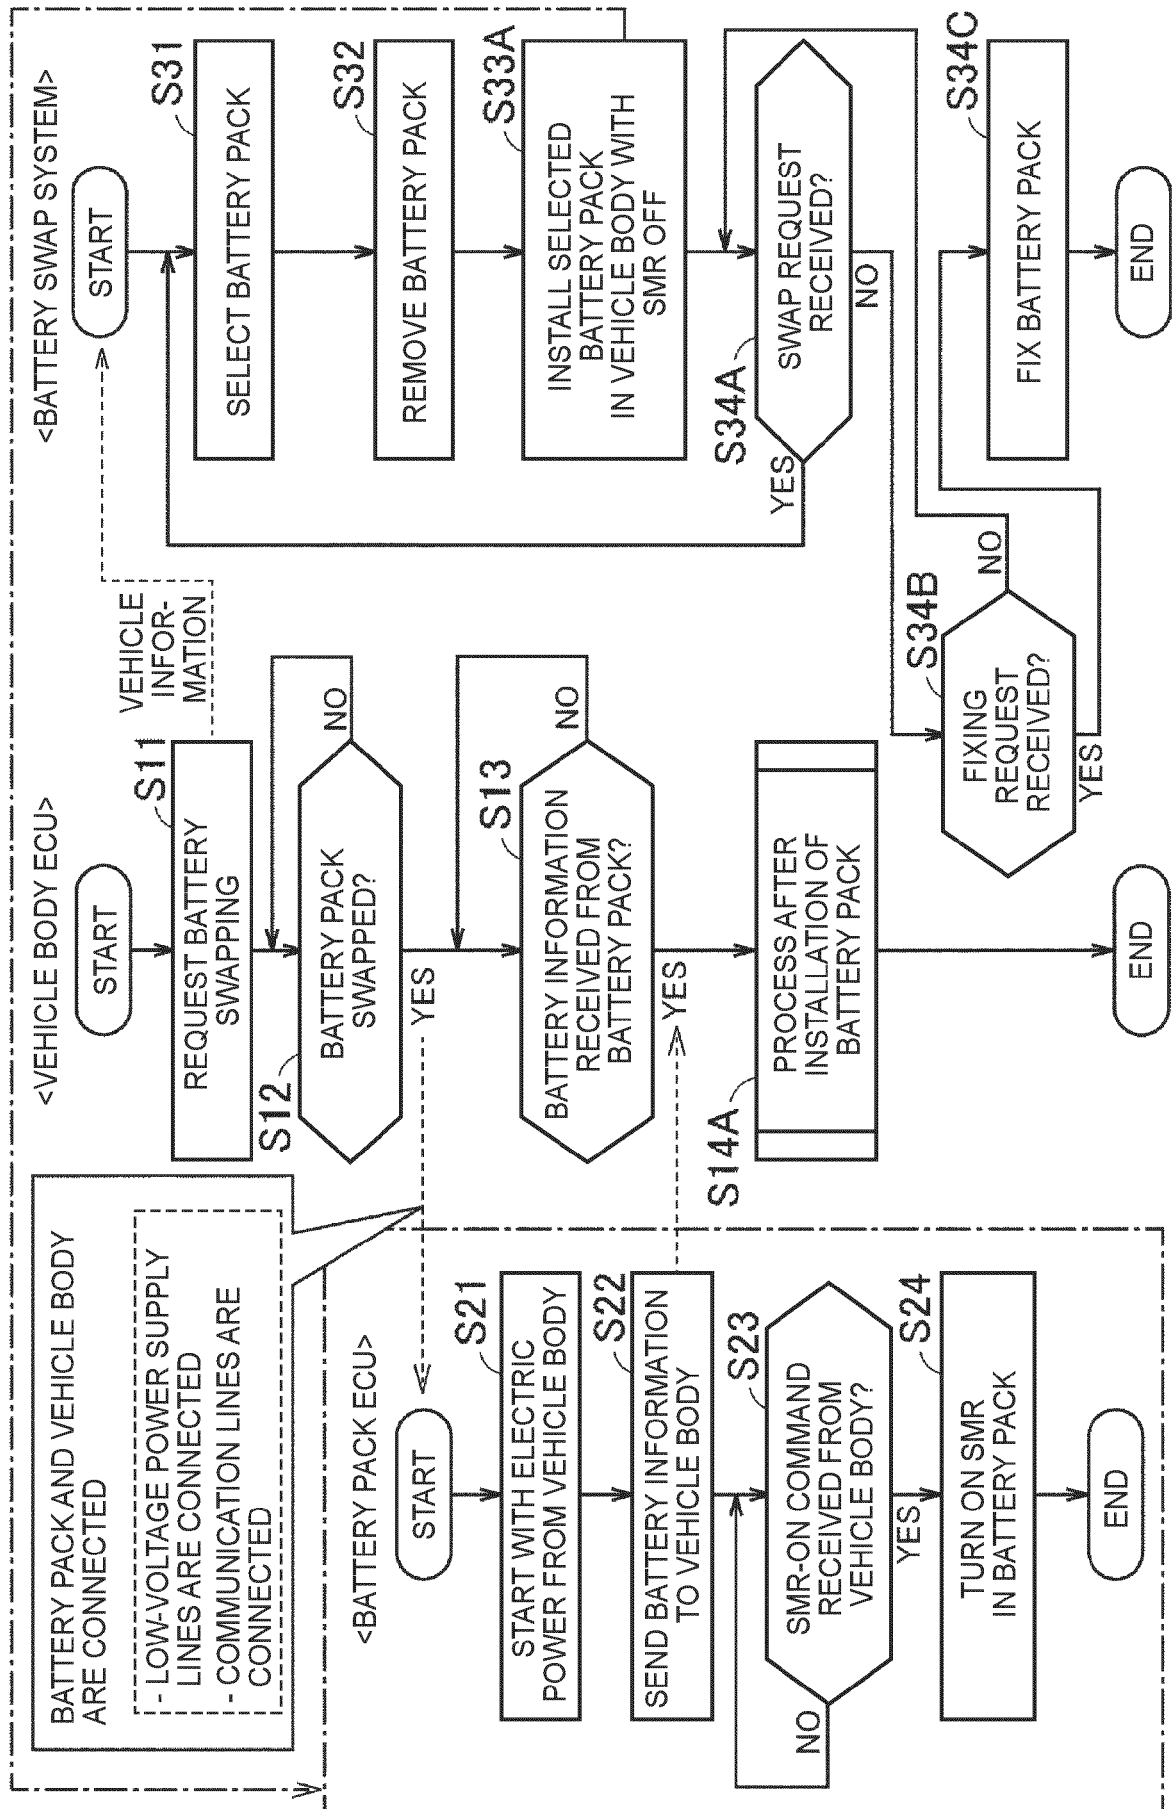 BATTERY PACK AND VEHICLE BODY
ARE CONNECTED
- LOW-VOLTAGE POWER SUPPLY
LINES ARE CONNECTED
- COMMUNICATION LINES ARE
CONNECTED
<BATTERY PACK ECU>
START
S21
START WITH ELECTRIC
POWER FROM VEHICLE BODY
S22
SEND BATTERY INFORMATION
TO VEHICLE BODY
S23
SMR-ON COMMAND
RECEIVED FROM
VEHICLE BODY?
NO
YES
S24
TURN ON SMR
IN BATTERY PACK
END
<VEHICLE BODY ECU>
START
S11
REQUEST BATTERY
SWAPPING
VEHICLE
INFOR-
MATION
S12
BATTERY PACK
SWAPPED?
NO
YES
S13
BATTERY INFORMATION
RECEIVED FROM
BATTERY PACK?
NO
YES
S14A
PROCESS AFTER
INSTALLATION OF
BATTERY PACK
END
<BATTERY SWAP SYSTEM>
START
S31
SELECT BATTERY PACK
S32
REMOVE BATTERY PACK
S33A
INSTALL SELECTED
BATTERY PACK
IN VEHICLE BODY WITH
SMR OFF
S34A
SWAP REQUEST
RECEIVED?
YES
NO
S34B
FIXING
REQUEST
RECEIVED?
NO
YES
S34C
FIX BATTERY PACK
END